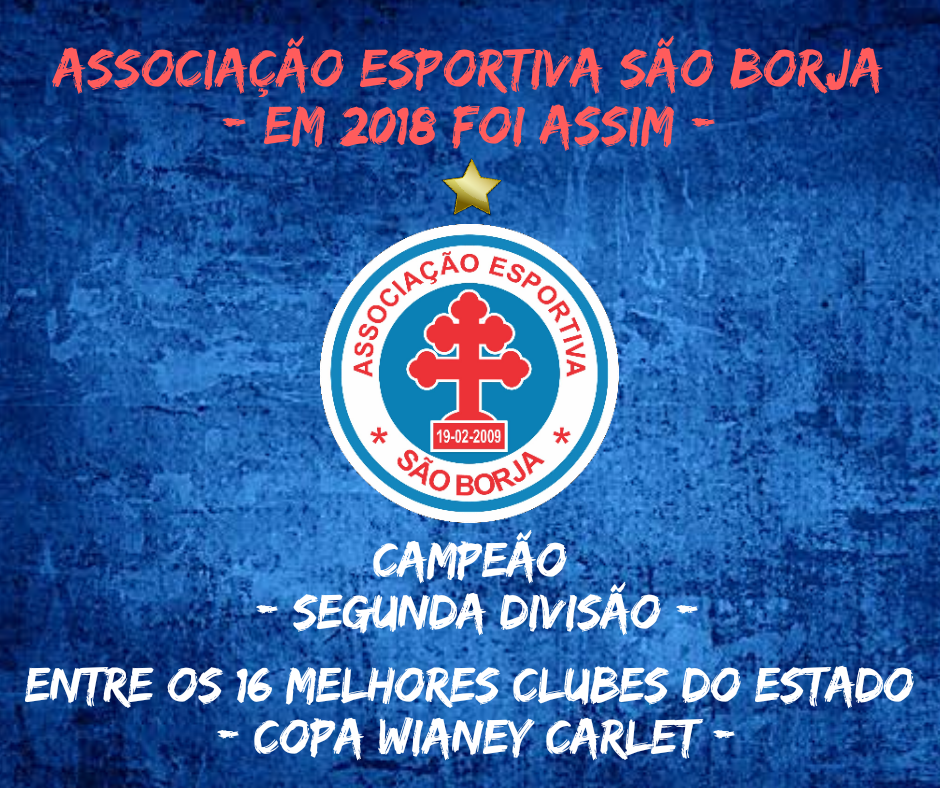 ASSOCIAÇÃO ESPORTIVA SÃO BORJA
- EM 2018 FOI ASSIM -
ASSOCIAÇÃO ESPORTIVA
19-02-2009
* SÃO BORJA *
CAMPEÃO
- SEGUNDA DIVISÃO -
ENTRE OS 16 MELHORES CLUBES DO ESTADO
- COPA WIANEY CARLET -